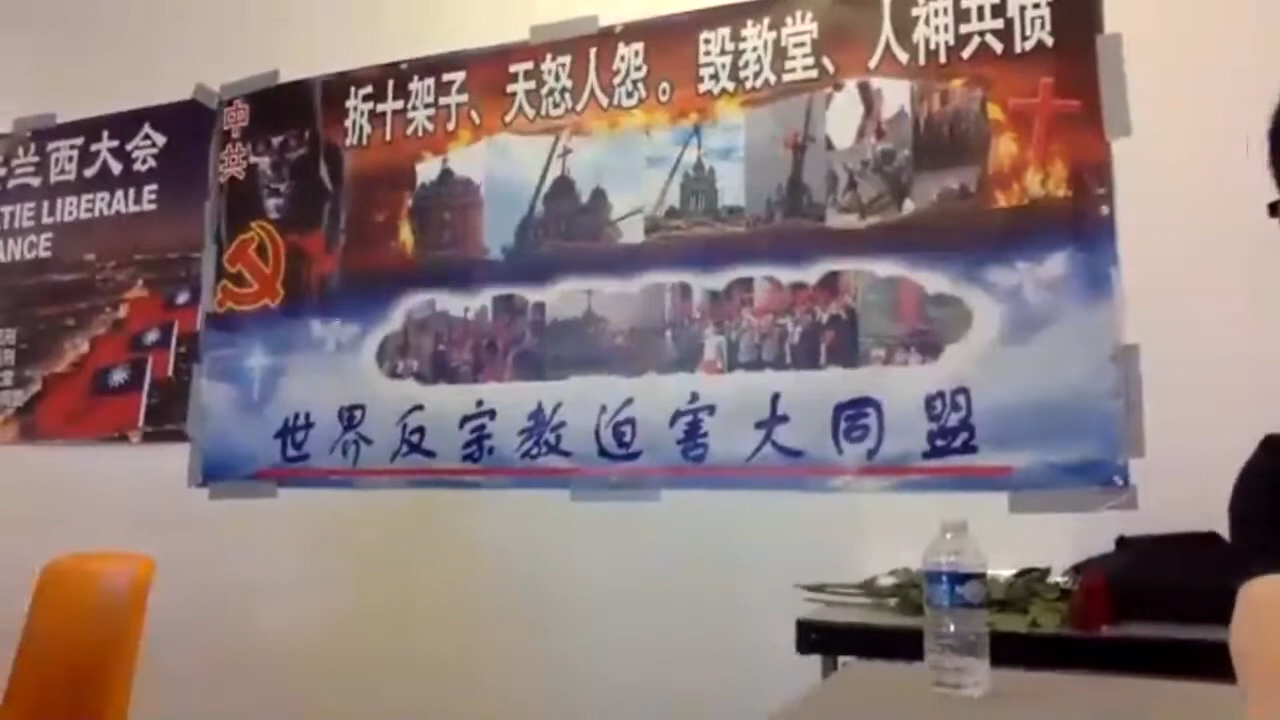 兰西大会
TIE LIBERALE
ANCE
中共
拆十架子、天怒人怨。毁教堂、人神共愤
世界反宗教迫害大同盟